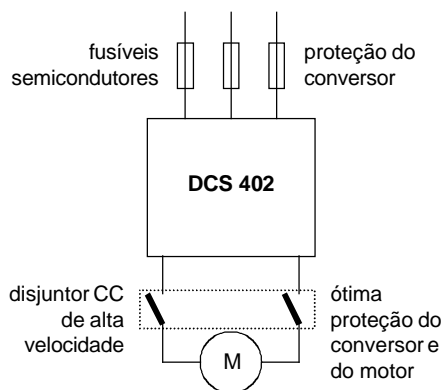 fusíveis
semicondutores
proteção do
conversor
DCS 402
disjuntor CC
de alta
velocidade
ótima
proteção do
conversor e
do motor
M